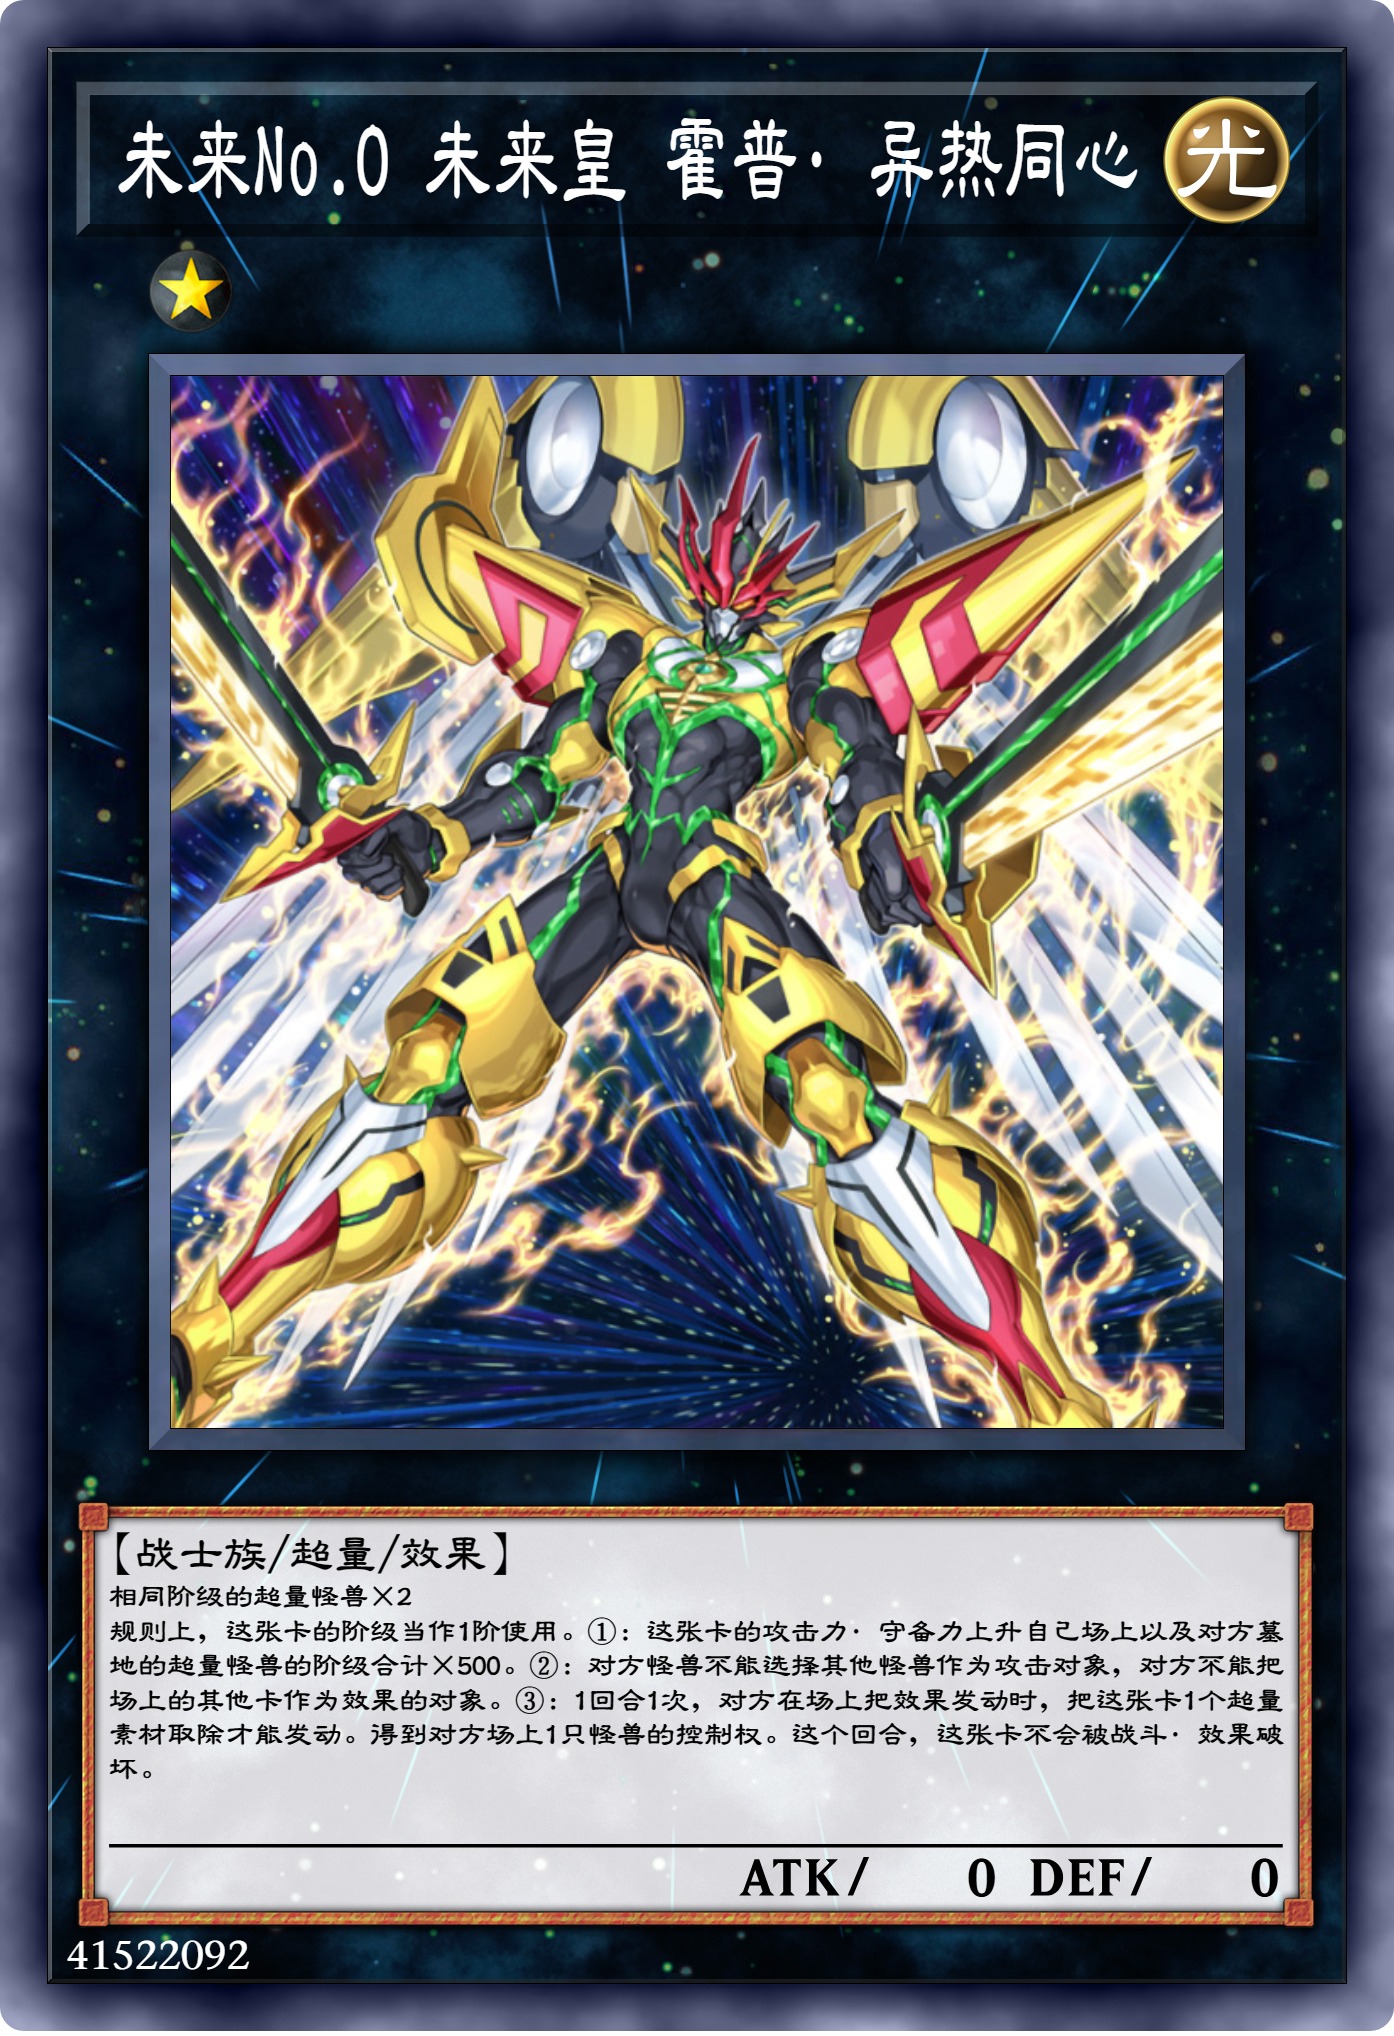 未来No.0 未来皇 霍普·异热同心 光
【战士族/超量/效果】
相同阶级的超量怪兽×2
规则上，这张卡的阶级当作1阶使用。①：这张卡的攻击力·守备力上升自己场上以及对方墓
地的超量怪兽的阶级合计×500。②：对方怪兽不能选择其他怪兽作为攻击对象，对方不能把
场上的其他卡作为效果的对象。③：1回合1次，对方在场上把效果发动时，把这张卡1个超量
素材取除才能发动。得到对方场上1只怪兽的控制权。这个回合，这张卡不会被战斗·效果破
坏。
ATK/ 0 DEF/ 0
41522092